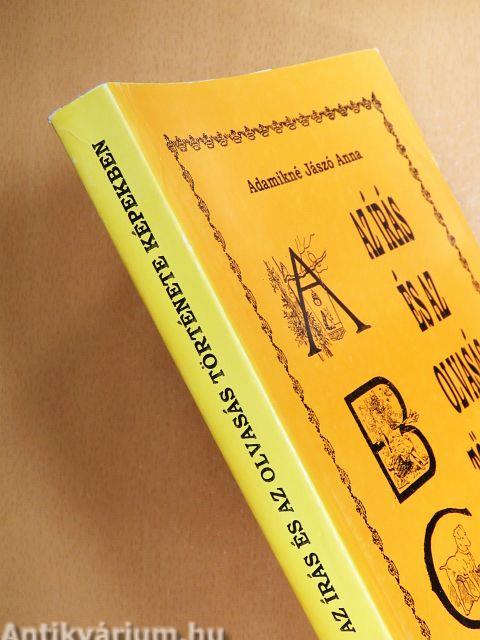 AZ ÍRÁS ÉS AZ OLVASÁS TÖRTÉNETE KÉPEKBEN
Adamikné Jászó Anna
AZ ÍRÁS
ÉS AZ
A
B
C
Antikvárium.hu